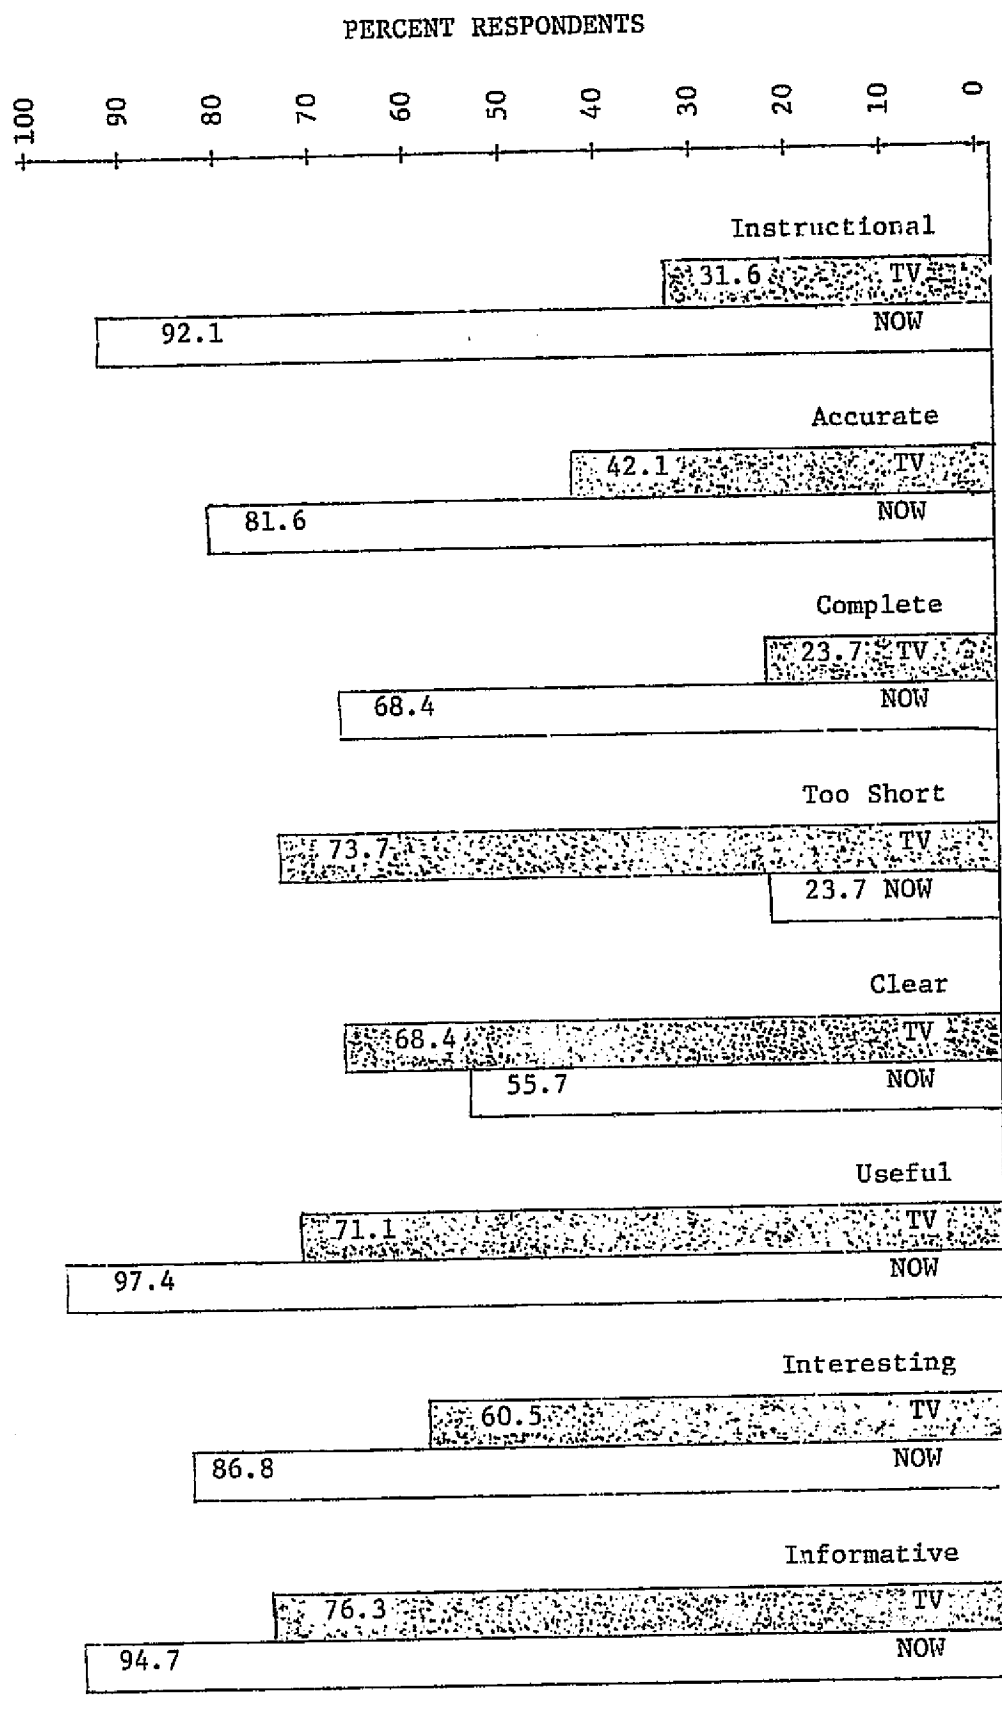 PERCENT RESPONDENTS
100 90 80 70 60 50 40 30 20 10 0
Instructional
31.6 TV
92.1 NOW
Accurate
42.1 TV
81.6 NOW
Complete
23.7 TV
68.4 NOW
Too Short
73.7 TV
23.7 NOW
Clear
68.4 TV
55.7 NOW
Useful
71.1 TV
97.4 NOW
Interesting
60.5 TV
86.8 NOW
Informative
76.3 TV
94.7 NOW